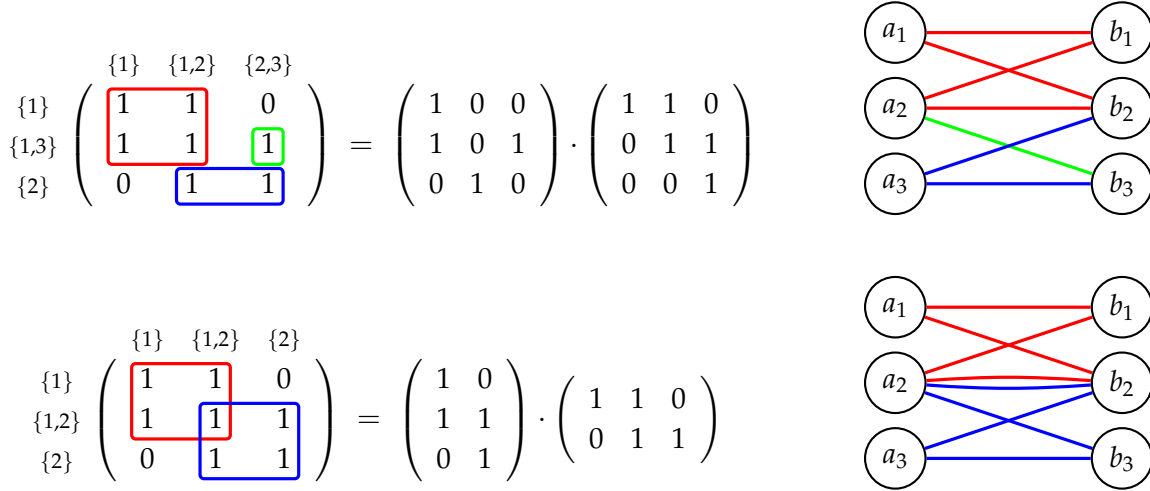 {1} {1,2} {2,3}
{1} 1 1 0 1 0 0 1 1 0 a1 b1
{1,3} 1 1 1 = 1 0 1 · 0 1 1 a2 b2
{2} 0 1 1 0 1 0 0 0 1 a3 b3
{1} {1,2} {2}
{1} 1 1 0 1 0 1 1 0 a1 b1
{1,2} 1 1 1 = 1 1 · 0 1 1 a2 b2
{2} 0 1 1 0 1 a3 b3